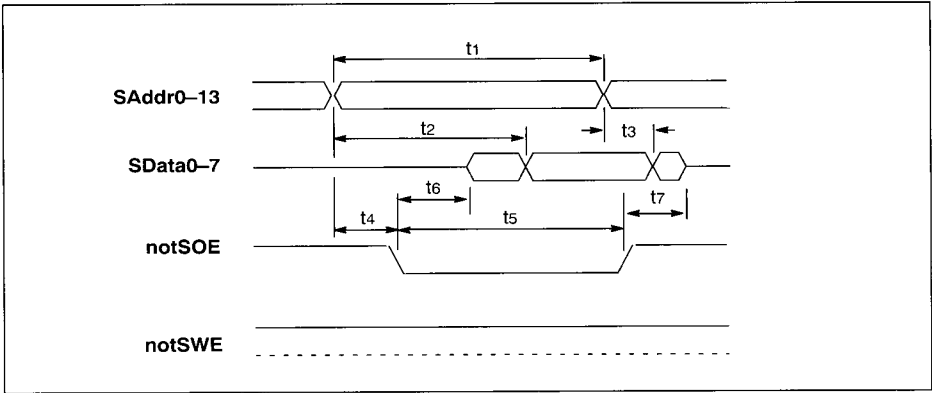 t1
SAddr0–13
t2
t3
SData0–7
t6
t7
t4
t5
notSOE
notSWE